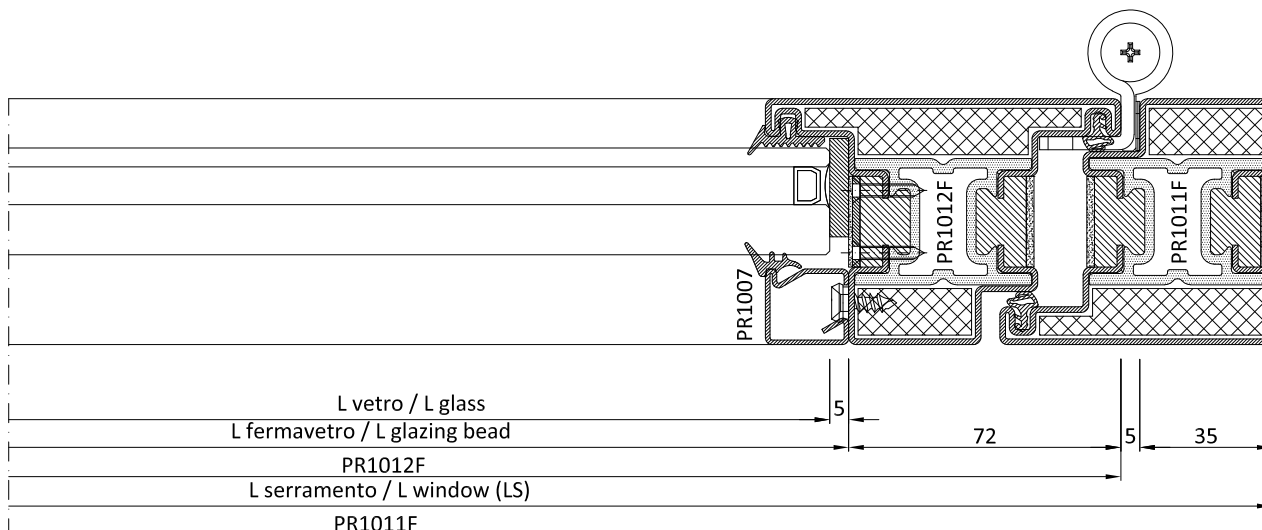 PR1012F
PR1011F
PR1007
L vetro / L glass
5
L fermavetro / L glazing bead
72
5
35
PR1012F
L serramento / L window (LS)
PR1011F